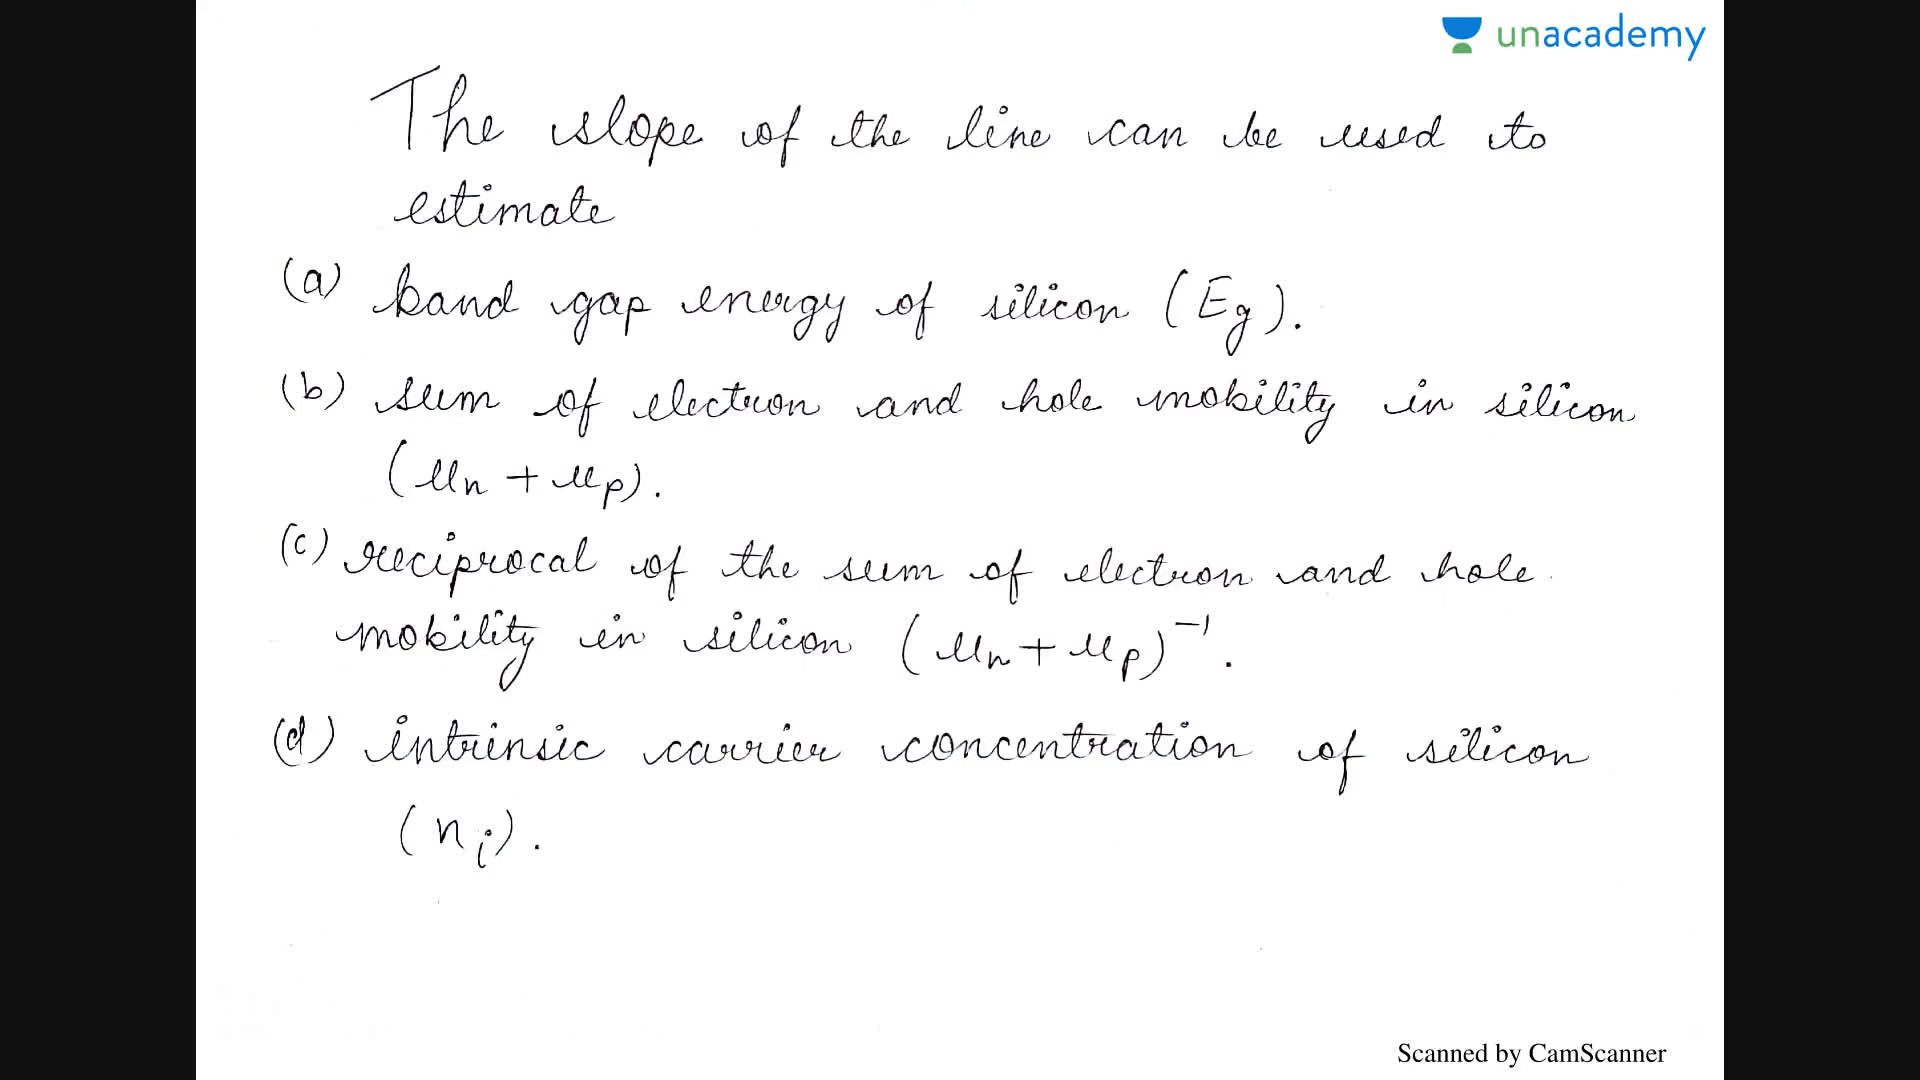 unacademy
The slope of the line can be used to
estimate
(a) band gap energy of silicon (Eg).
(b) sum of electron and hole mobility in silicon
(μn + μp).
(c) reciprocal of the sum of electron and hole
mobility in silicon (μn + μp)⁻¹.
(d) intrinsic carrier concentration of silicon
(ni).
Scanned by CamScanner